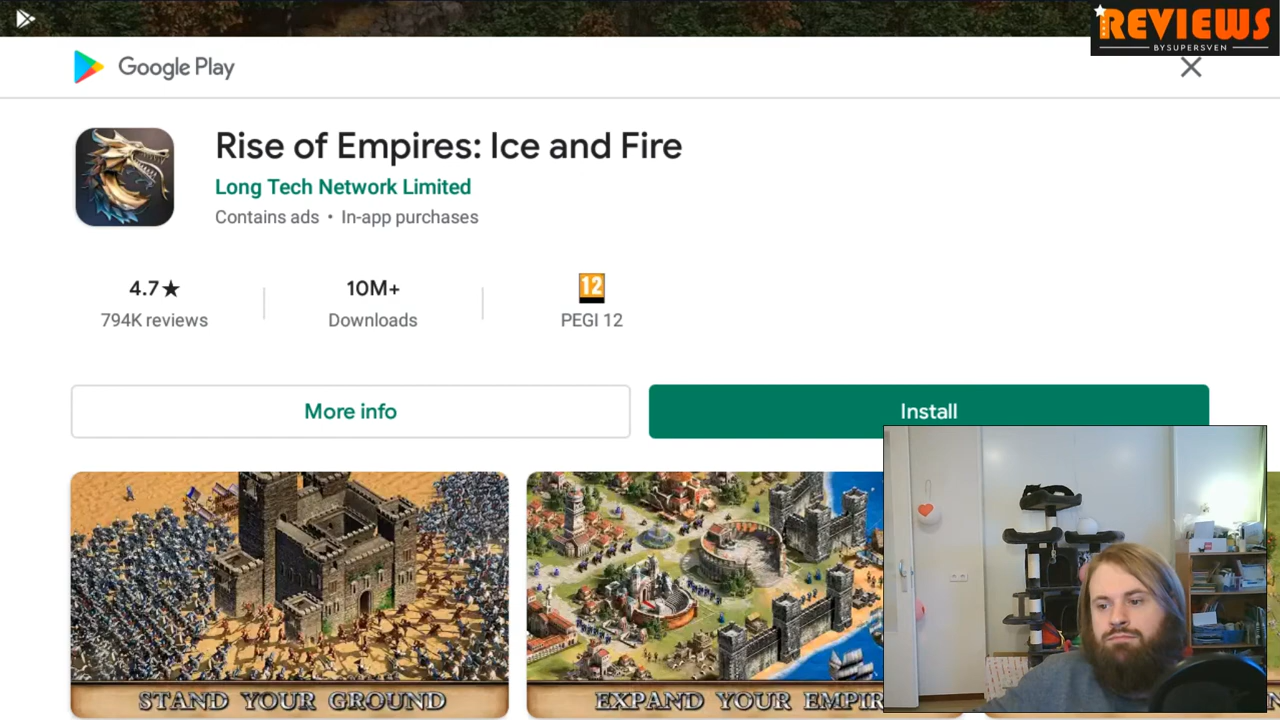 REVIEWS
BYSUPERSVEN
Google Play
Rise of Empires: Ice and Fire
Long Tech Network Limited
Contains ads • In-app purchases
4.7★
794K reviews
10M+
Downloads
12
PEGI 12
More info
Install
STAND YOUR GROUND
EXPAND YOUR EMPIR